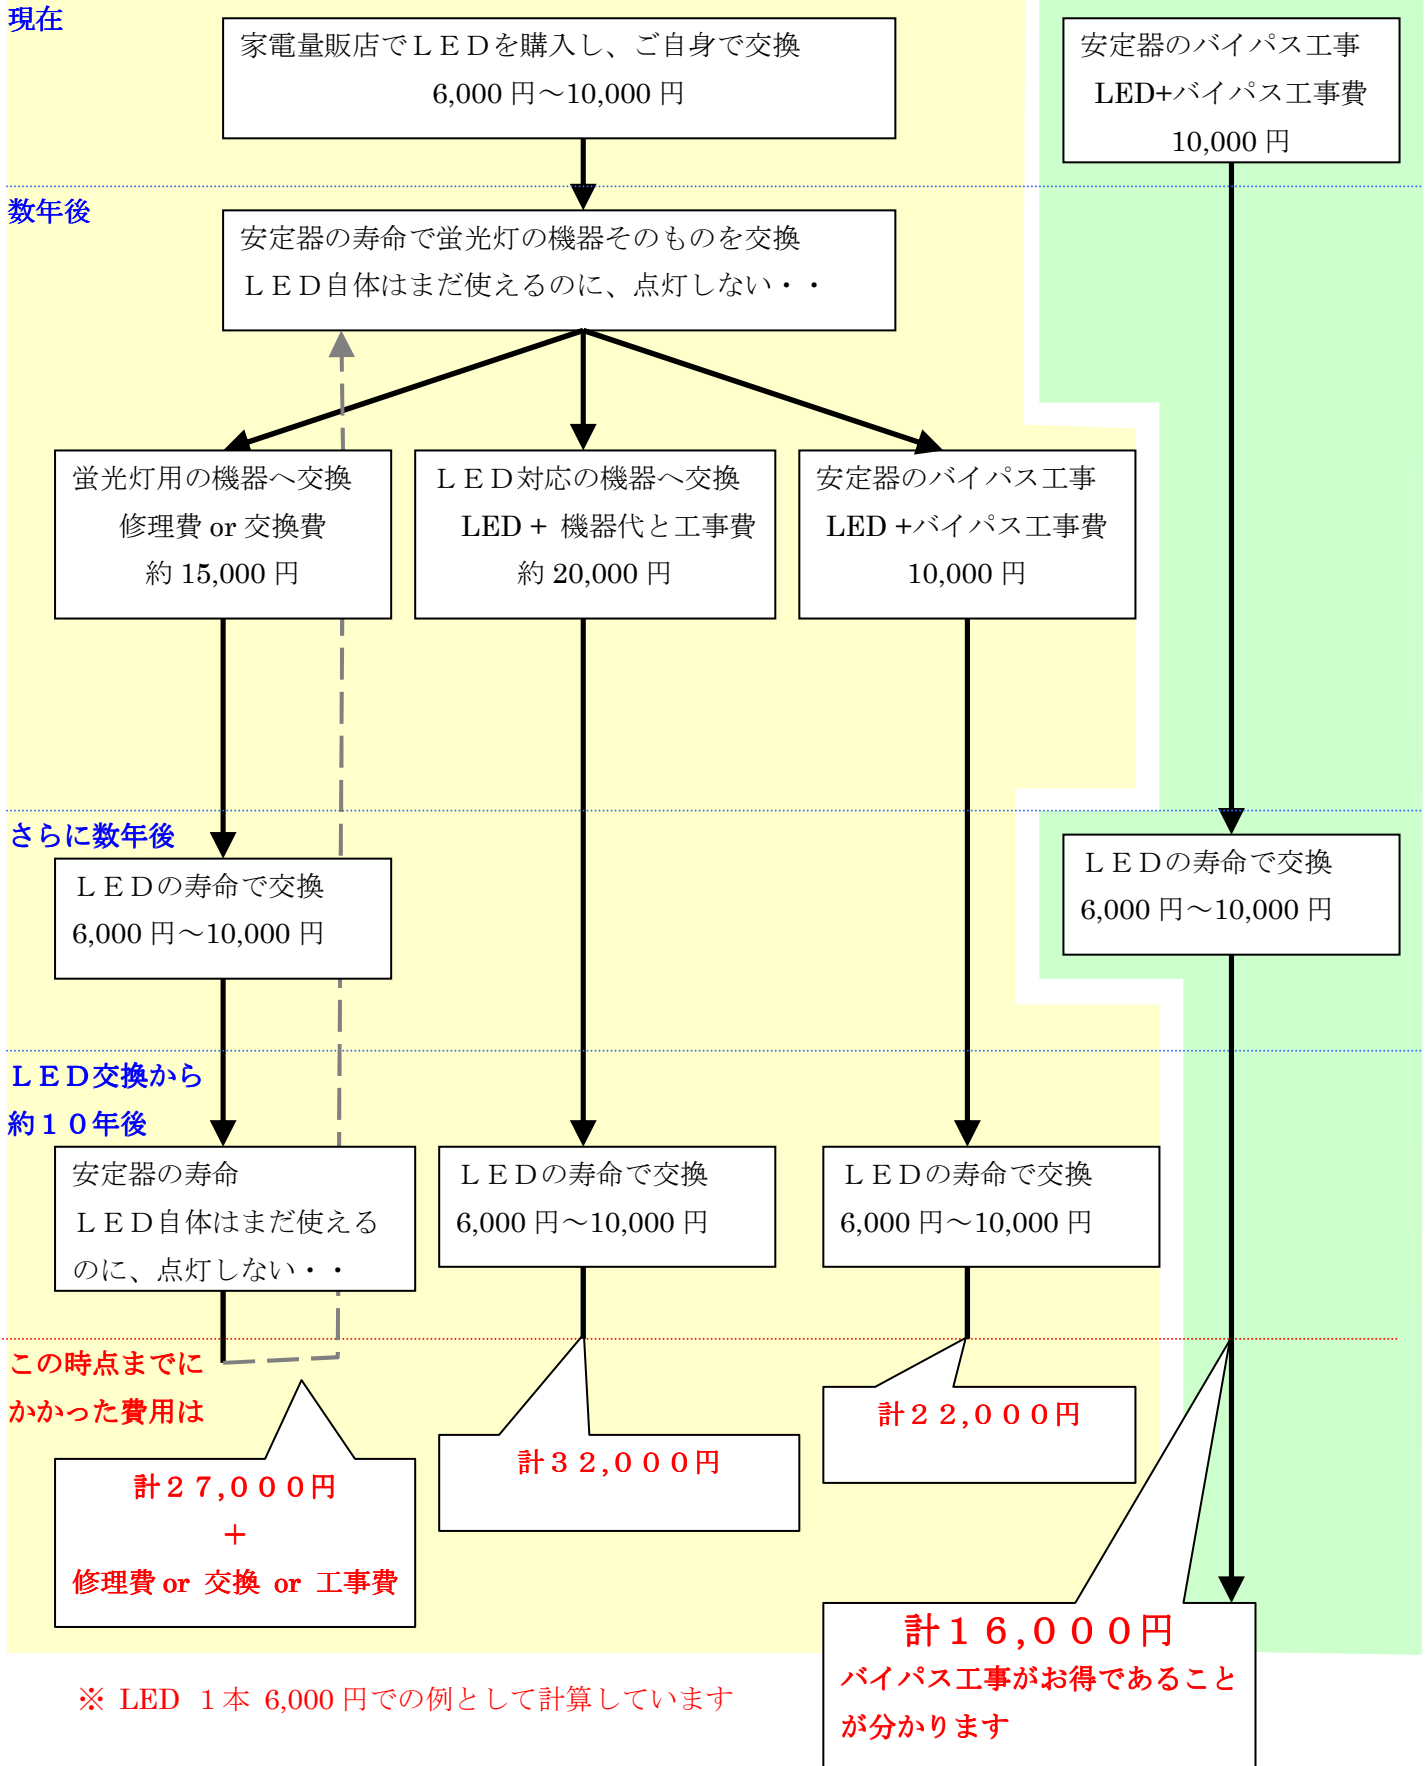 現在
家電量販店でＬＥＤを購入し、ご自身で交換
6,000 円～10,000 円
安定器のバイパス工事
LED+バイパス工事費
10,000 円
数年後
安定器の寿命で蛍光灯の機器そのものを交換
ＬＥＤ自体はまだ使えるのに、点灯しない・・
蛍光灯用の機器へ交換
修理費 or 交換費
約 15,000 円
ＬＥＤ対応の機器へ交換
LED + 機器代と工事費
約 20,000 円
安定器のバイパス工事
LED +バイパス工事費
10,000 円
さらに数年後
ＬＥＤの寿命で交換
6,000 円～10,000 円
ＬＥＤの寿命で交換
6,000 円～10,000 円
ＬＥＤ交換から
約１０年後
安定器の寿命
ＬＥＤ自体はまだ使える
のに、点灯しない・・
ＬＥＤの寿命で交換
6,000 円～10,000 円
ＬＥＤの寿命で交換
6,000 円～10,000 円
この時点までに
かかった費用は
計２７,０００円
＋
修理費 or 交換 or 工事費
計３２,０００円
計２２,０００円
計１６,０００円
バイパス工事がお得であること
が分かります
※ LED １本 6,000 円での例として計算しています